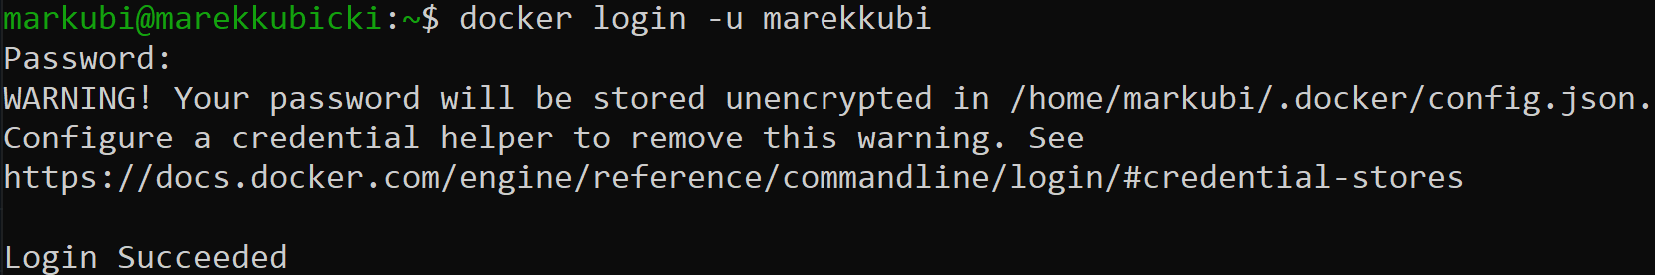 markubi@marekkubicki:~$ docker login -u marekkubi
Password:
WARNING! Your password will be stored unencrypted in /home/markubi/.docker/config.json.
Configure a credential helper to remove this warning. See
https://docs.docker.com/engine/reference/commandline/login/#credential-stores
Login Succeeded